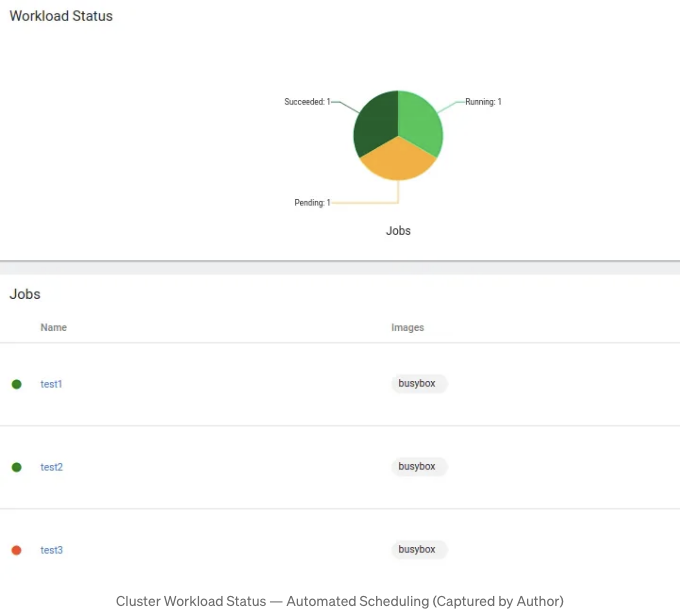 Workload Status
Succeeded: 1
Running: 1
Pending: 1
Jobs
Jobs
Name Images
test1 busybox
test2 busybox
test3 busybox
Cluster Workload Status — Automated Scheduling (Captured by Author)